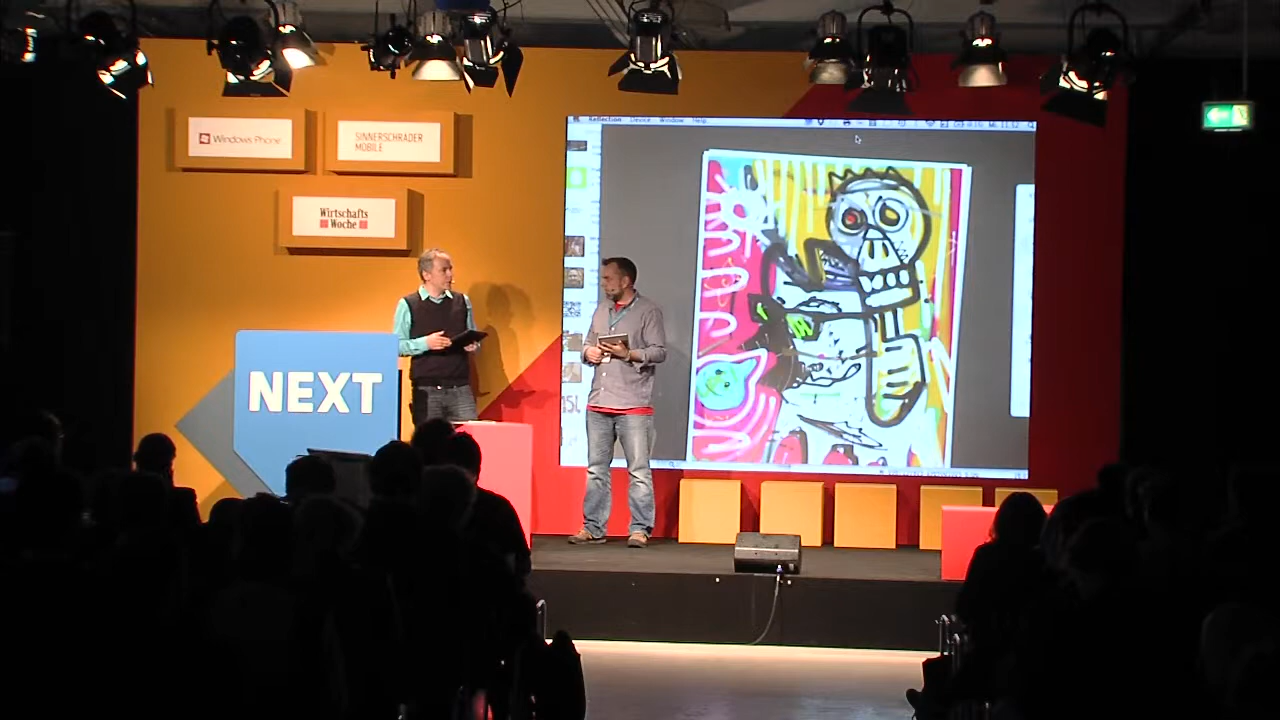 Windows Phone
SINNERSCHRADER
MOBILE
Wirtschafts
Woche
Reflection Device Window Help
NEXT